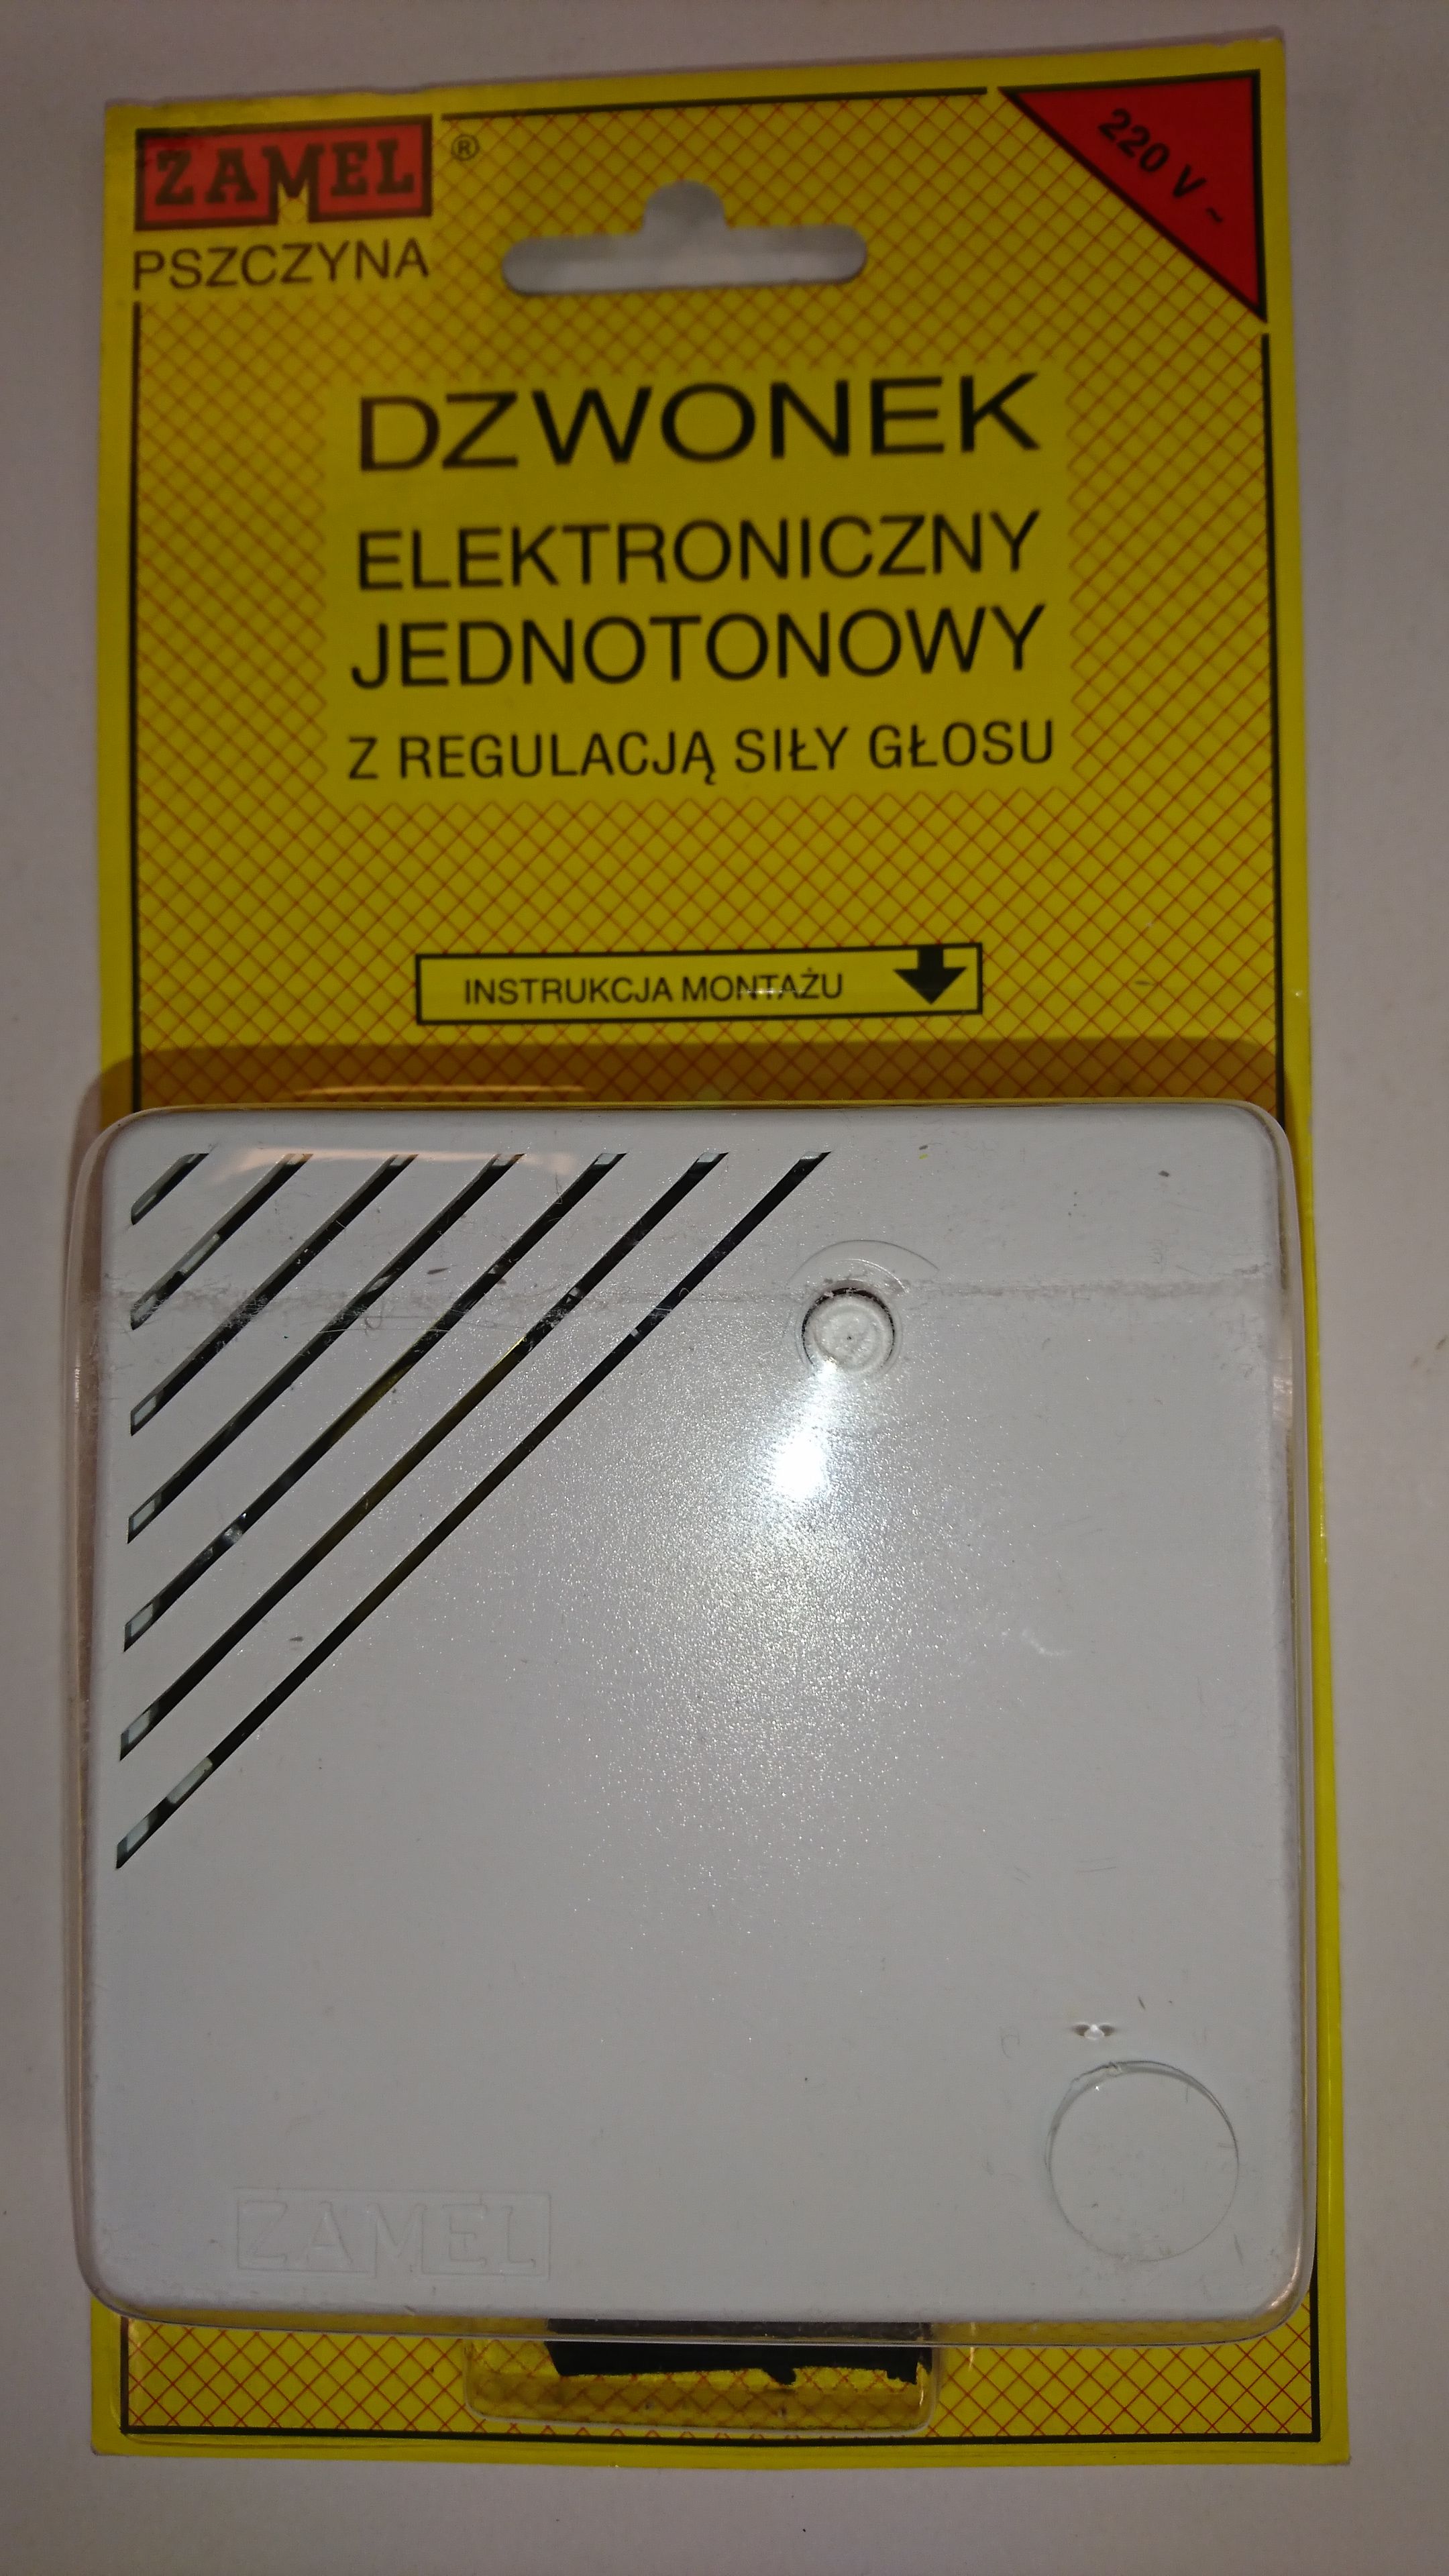 ZAMEL ®
PSZCZYNA
220 V ~
DZWONEK
ELEKTRONICZNY
JEDNOTONOWY
Z REGULACJĄ SIŁY GŁOSU
INSTRUKCJA MONTAŻU
ZAMEL